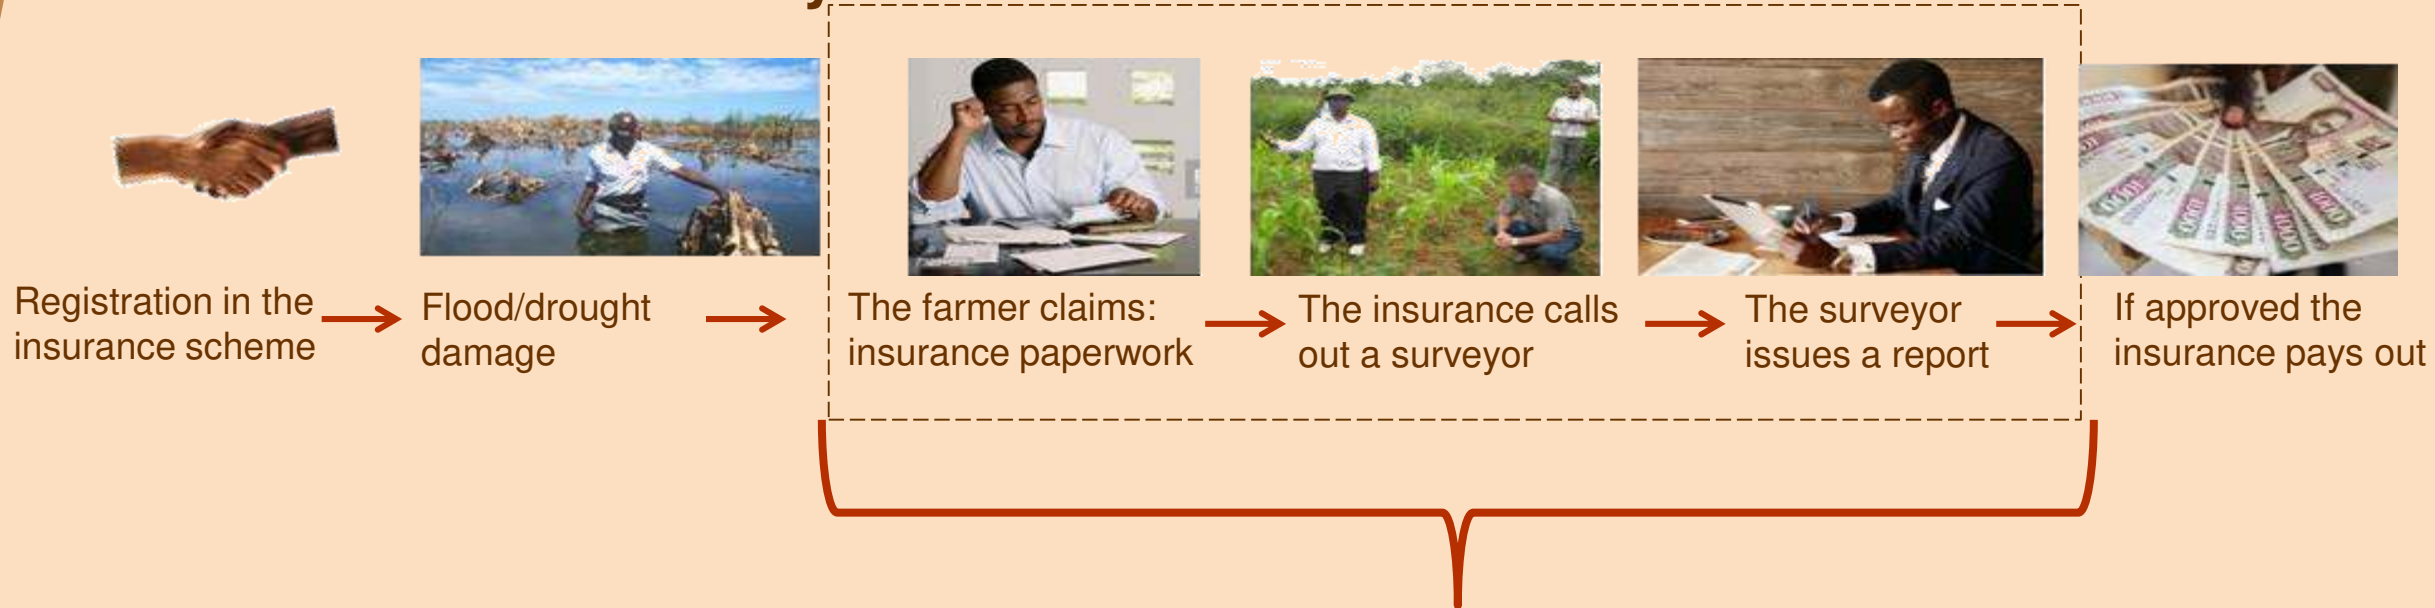 Registration in the
insurance scheme
Flood/drought
damage
The farmer claims:
insurance paperwork
The insurance calls
out a surveyor
The surveyor
issues a report
If approved the
insurance pays out